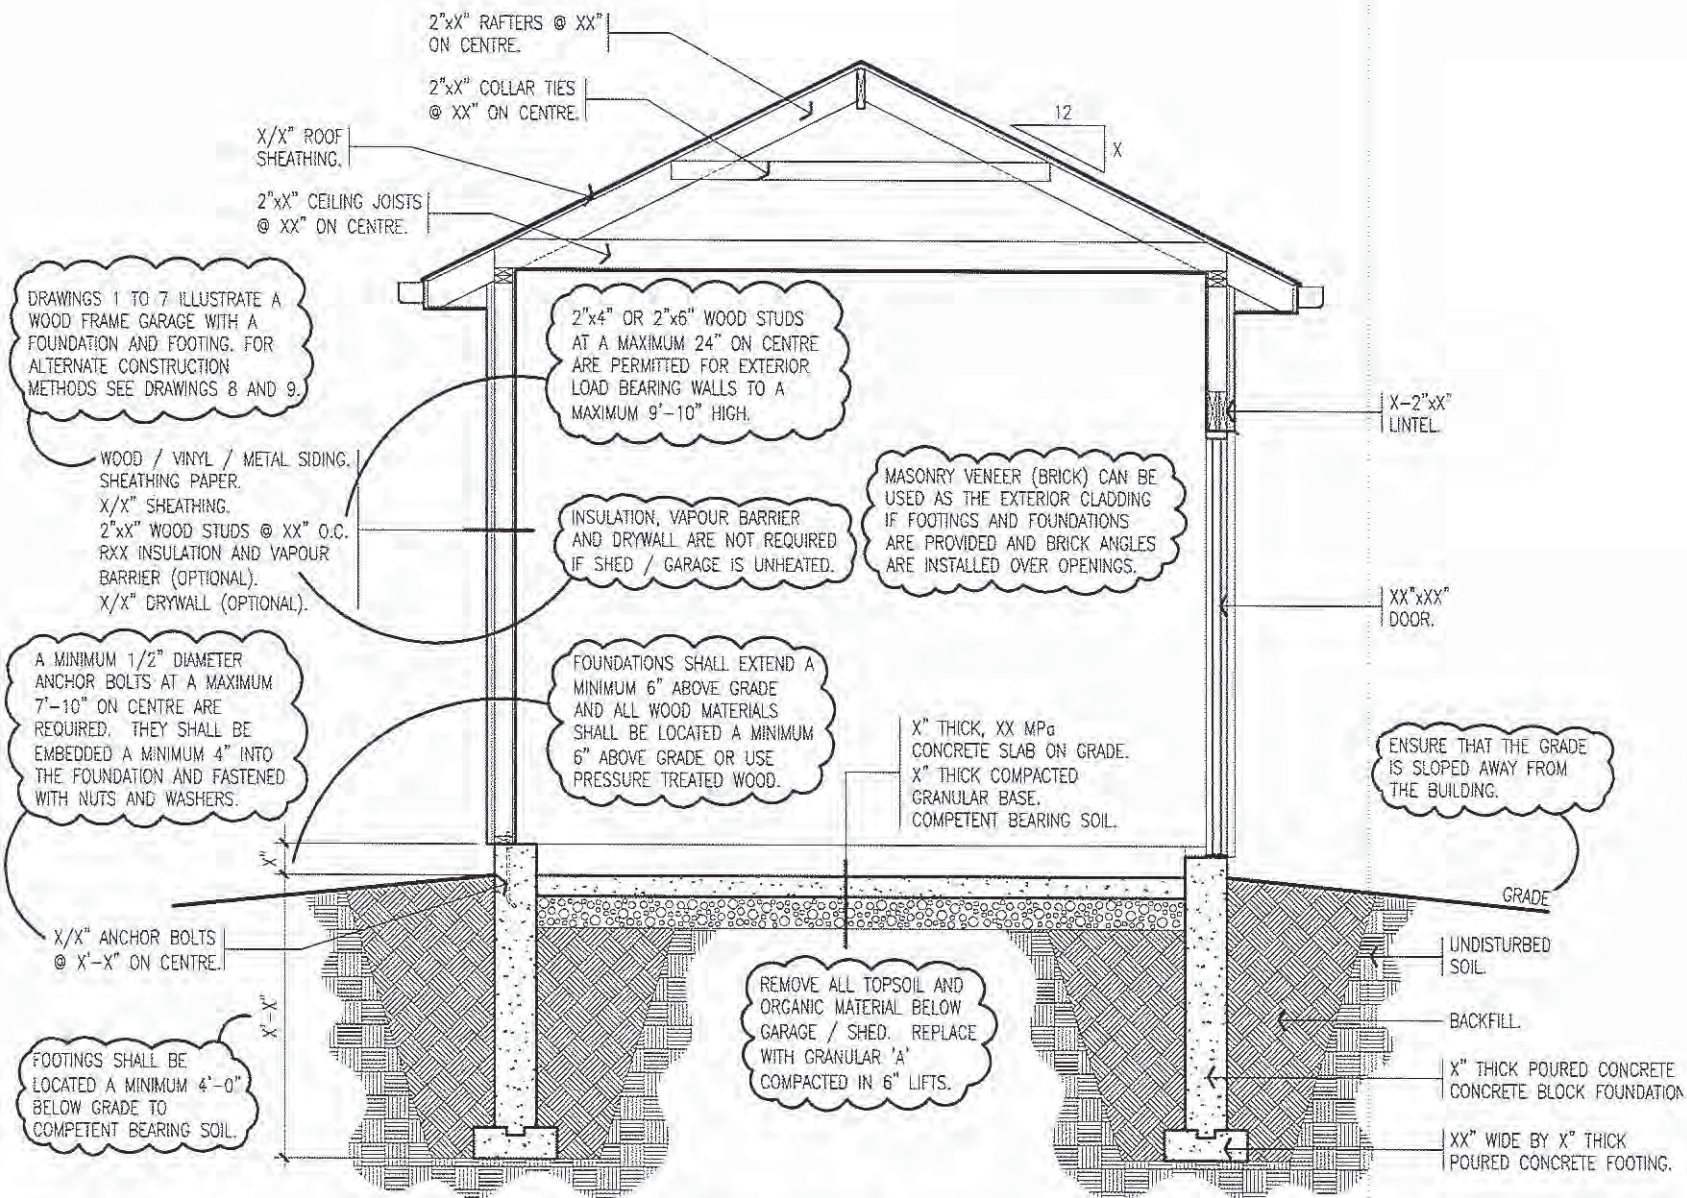 2"xX" RAFTERS @ XX"
ON CENTRE.
2"xX" COLLAR TIES
@ XX" ON CENTRE.
X/X" ROOF
SHEATHING.
2"xX" CEILING JOISTS
@ XX" ON CENTRE.
12
X
DRAWINGS 1 TO 7 ILLUSTRATE A
WOOD FRAME GARAGE WITH A
FOUNDATION AND FOOTING. FOR
ALTERNATE CONSTRUCTION
METHODS SEE DRAWINGS 8 AND 9.
2"x4" OR 2"x6" WOOD STUDS
AT A MAXIMUM 24" ON CENTRE
ARE PERMITTED FOR EXTERIOR
LOAD BEARING WALLS TO A
MAXIMUM 9'-10" HIGH.
X-2"xX"
LINTEL.
WOOD / VINYL / METAL SIDING.
SHEATHING PAPER.
X/X" SHEATHING.
2"xX" WOOD STUDS @ XX" O.C.
RXX INSULATION AND VAPOUR
BARRIER (OPTIONAL).
X/X" DRYWALL (OPTIONAL).
INSULATION, VAPOUR BARRIER
AND DRYWALL ARE NOT REQUIRED
IF SHED / GARAGE IS UNHEATED.
MASONRY VENEER (BRICK) CAN BE
USED AS THE EXTERIOR CLADDING
IF FOOTINGS AND FOUNDATIONS
ARE PROVIDED AND BRICK ANGLES
ARE INSTALLED OVER OPENINGS.
XX"xXX"
DOOR.
A MINIMUM 1/2" DIAMETER
ANCHOR BOLTS AT A MAXIMUM
7'-10" ON CENTRE ARE
REQUIRED. THEY SHALL BE
EMBEDDED A MINIMUM 4" INTO
THE FOUNDATION AND FASTENED
WITH NUTS AND WASHERS.
FOUNDATIONS SHALL EXTEND A
MINIMUM 6" ABOVE GRADE
AND ALL WOOD MATERIALS
SHALL BE LOCATED A MINIMUM
6" ABOVE GRADE OR USE
PRESSURE TREATED WOOD.
X" THICK, XX MPa
CONCRETE SLAB ON GRADE.
X" THICK COMPACTED
GRANULAR BASE.
COMPETENT BEARING SOIL.
ENSURE THAT THE GRADE
IS SLOPED AWAY FROM
THE BUILDING.
X"
GRADE
X/X" ANCHOR BOLTS
@ X'-X" ON CENTRE.
X'-X"
UNDISTURBED
SOIL.
REMOVE ALL TOPSOIL AND
ORGANIC MATERIAL BELOW
GARAGE / SHED. REPLACE
WITH GRANULAR 'A'
COMPACTED IN 6" LIFTS.
BACKFILL.
FOOTINGS SHALL BE
LOCATED A MINIMUM 4'-0"
BELOW GRADE TO
COMPETENT BEARING SOIL.
X" THICK POURED CONCRETE
CONCRETE BLOCK FOUNDATION
XX" WIDE BY X" THICK
POURED CONCRETE FOOTING.